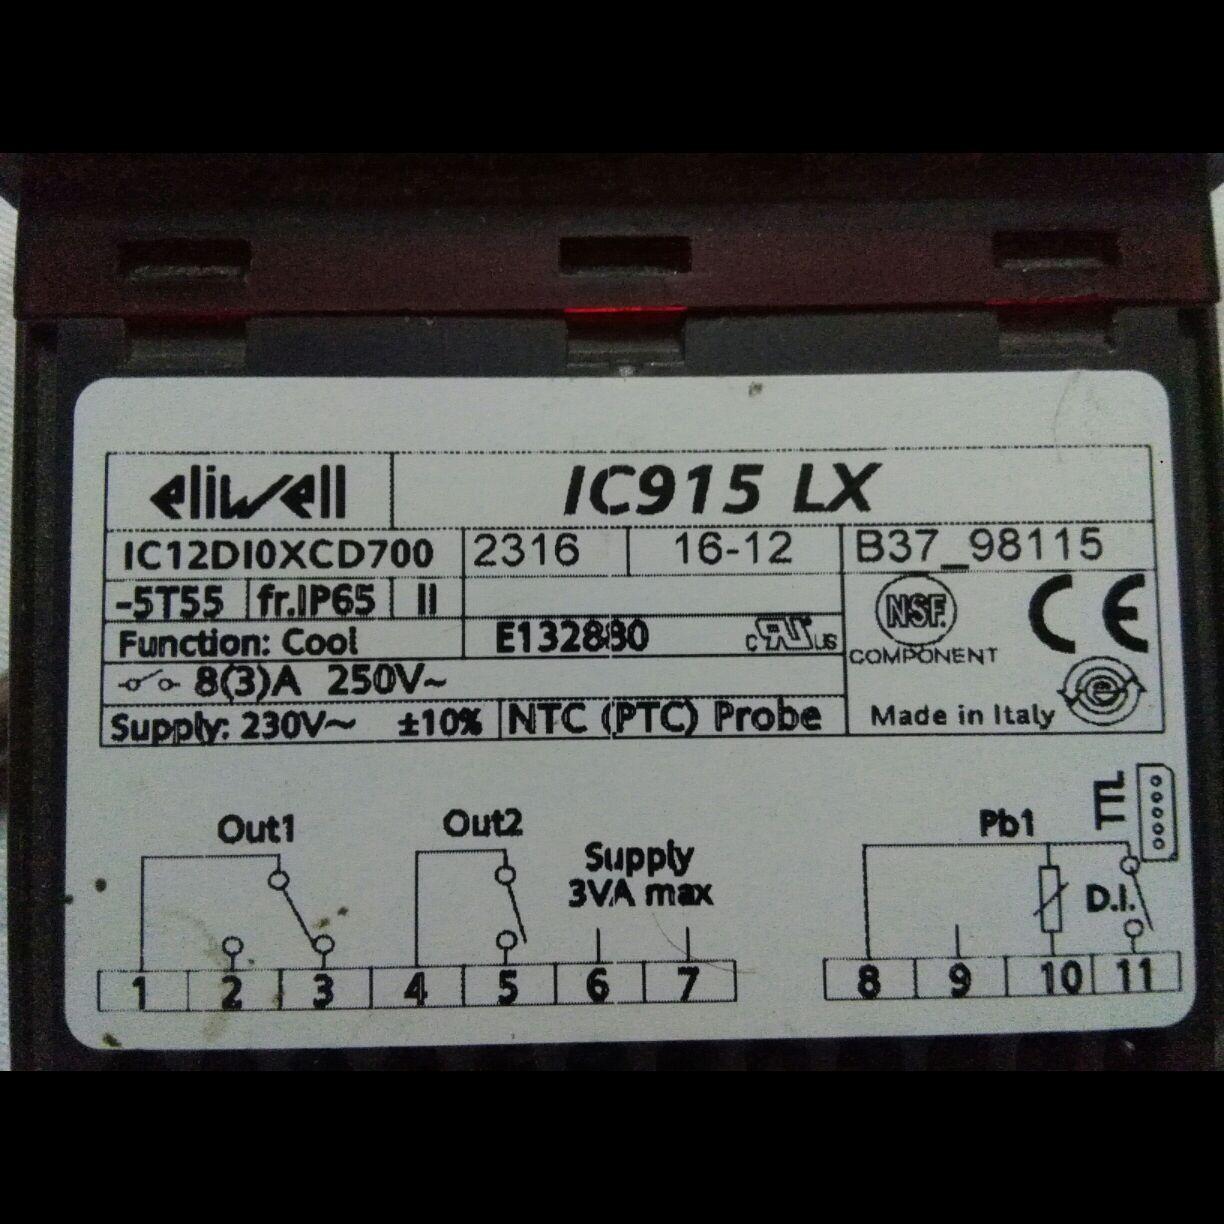 eliwell IC915 LX
IC12DI0XCD700 2316 16-12 B37_98115
-5T55 fr.IP65 II NSF. CE
Function: Cool E132880 c US
COMPONENT
8(3)A 250V~
Supply: 230V~ ±10% NTC (PTC) Probe Made in Italy
Out1 Out2 Supply 3VA max Pb1 TTL
D.I.
1 2 3 4 5 6 7 8 9 10 11